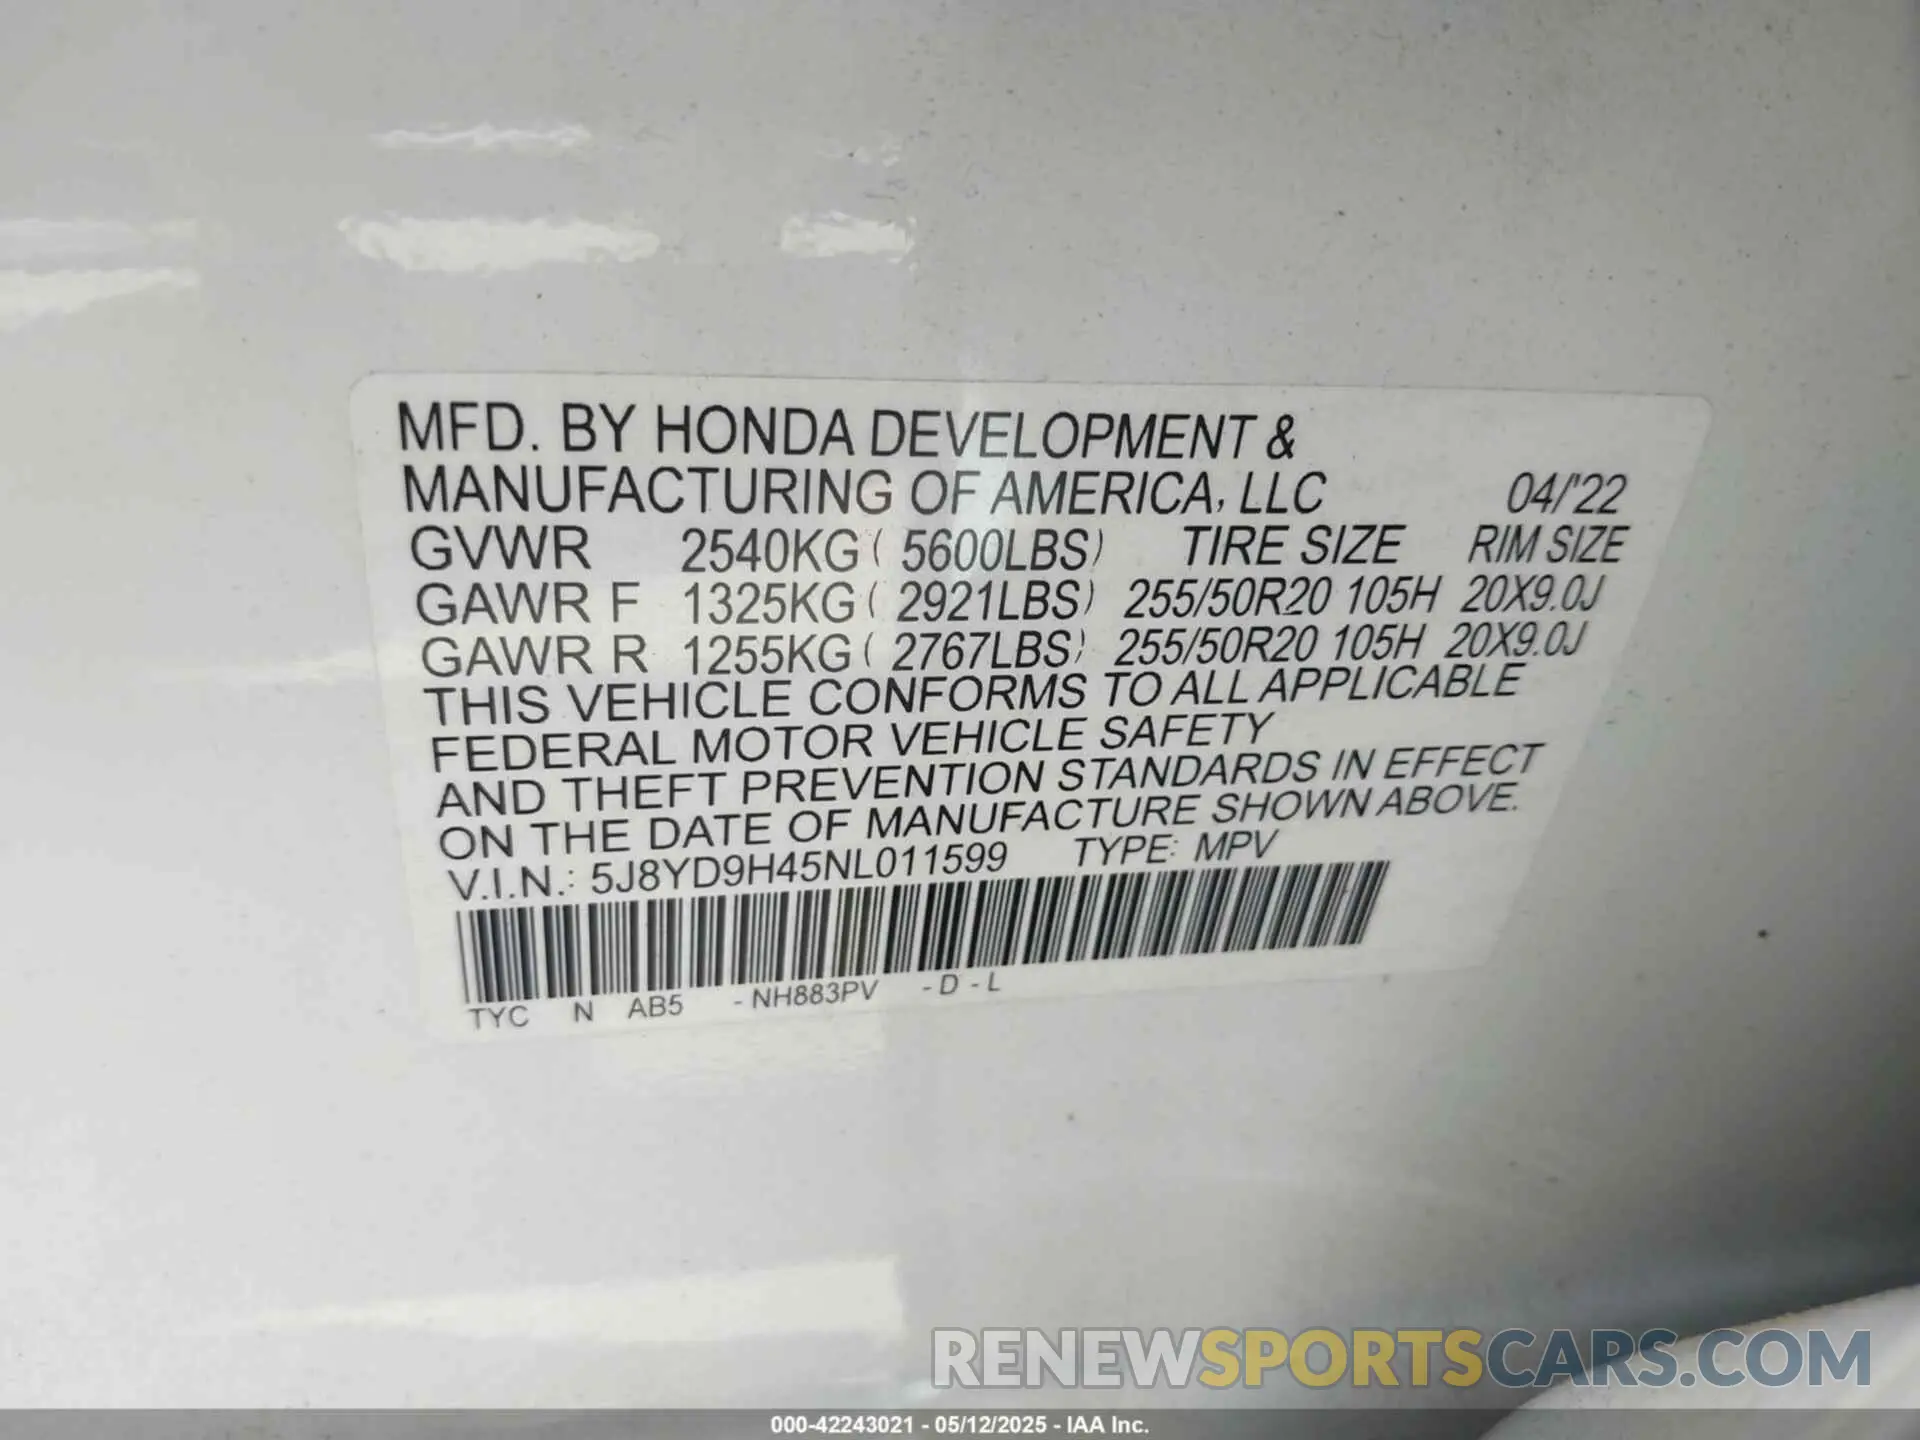 MFD. BY HONDA DEVELOPMENT &
MANUFACTURING OF AMERICA, LLC 04/'22
GVWR 2540KG ( 5600LBS) TIRE SIZE RIM SIZE
GAWR F 1325KG ( 2921LBS) 255/50R20 105H 20X9.0J
GAWR R 1255KG ( 2767LBS) 255/50R20 105H 20X9.0J
THIS VEHICLE CONFORMS TO ALL APPLICABLE
FEDERAL MOTOR VEHICLE SAFETY
AND THEFT PREVENTION STANDARDS IN EFFECT
ON THE DATE OF MANUFACTURE SHOWN ABOVE.
V.I.N.: 5J8YD9H45NL011599 TYPE: MPV
TYC N AB5 - NH883PV - D - L
RENEWSPORTSCARS.COM
000-42243021 - 05/12/2025 - IAA Inc.